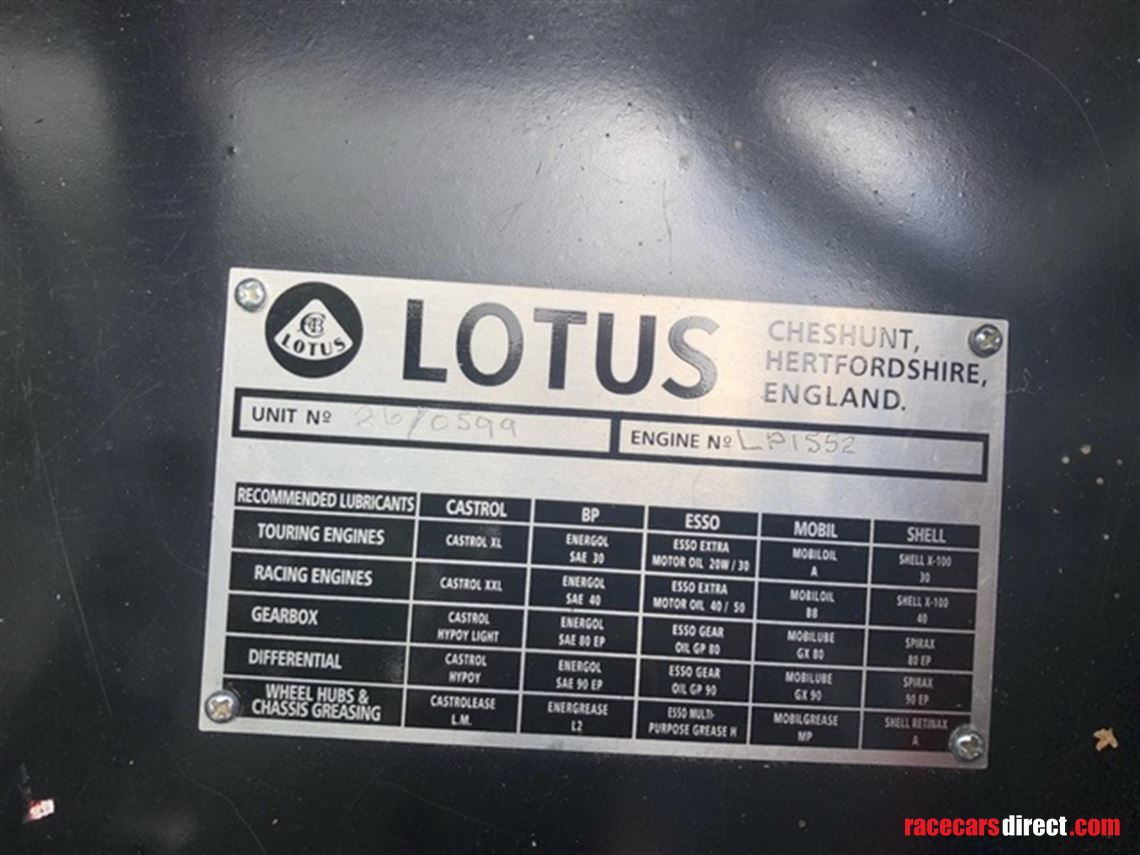 LOTUS
LOTUS
CHESHUNT,
HERTFORDSHIRE,
ENGLAND.
UNIT Nº 26/0599
ENGINE Nº LP1552
RECOMMENDED LUBRICANTS CASTROL BP ESSO MOBIL SHELL
TOURING ENGINES CASTROL XL ENERGOL SAE 30 ESSO EXTRA MOTOR OIL 20W/30 MOBILOIL A SHELL X-100 30
RACING ENGINES CASTROL XXL ENERGOL SAE 40 ESSO EXTRA MOTOR OIL 40/50 MOBILOIL BB SHELL X-100 40
GEARBOX CASTROL HYPOY LIGHT ENERGOL SAE 80 EP ESSO GEAR OIL GP 80 MOBILUBE GX 80 SPIRAX 80 EP
DIFFERENTIAL CASTROL HYPOY ENERGOL SAE 90 EP ESSO GEAR OIL GP 90 MOBILUBE GX 90 SPIRAX 90 EP
WHEEL HUBS & CHASSIS GREASING CASTROLEASE L.M. ENERGREASE L2 ESSO MULTI-PURPOSE GREASE H MOBILGREASE MP SHELL RETINAX A
racecarsdirect.com